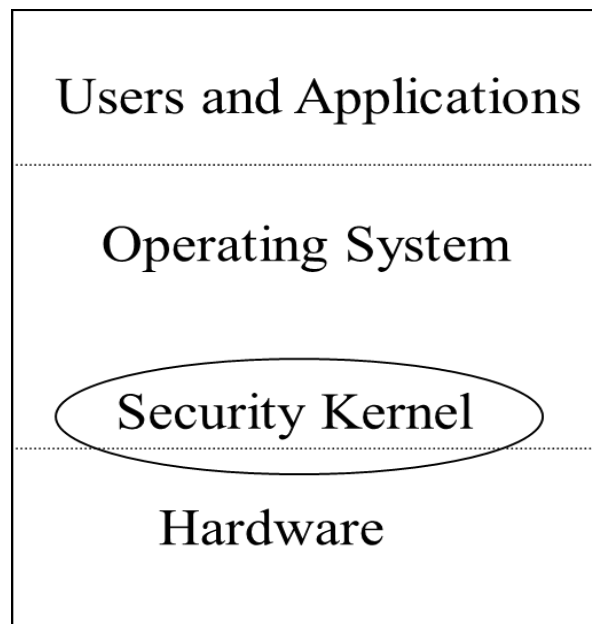 Users and Applications
Operating System
Security Kernel
Hardware